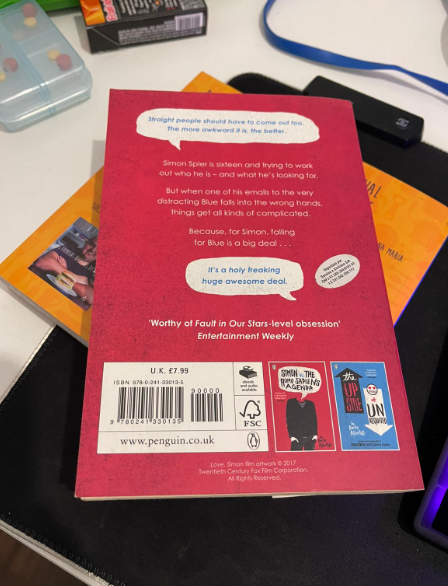 Straight people should have to come out too.
The more awkward it is, the better.
Simon Spier is sixteen and trying to work
out who he is – and what he's looking for.
But when one of his emails to the very
distracting Blue falls into the wrong hands,
things get all kinds of complicated.
Because, for Simon, falling
for Blue is a big deal . . .
It's a holy freaking
huge awesome deal.
'Worthy of Fault in Our Stars-level obsession'
Entertainment Weekly
U.K. £7.99
ISBN 978-0-241-33013-5
90000
9 780241 330135
www.penguin.co.uk
ebook
and audio
available
FSC
SIMON vs. THE
HOMO SAPIENS
AGENDA
the
UP
SIDE
of
UN
REQUITED
Becky
Albertalli
Love, Simon film artwork © 2017
Twentieth Century Fox Film Corporation.
All Rights Reserved.